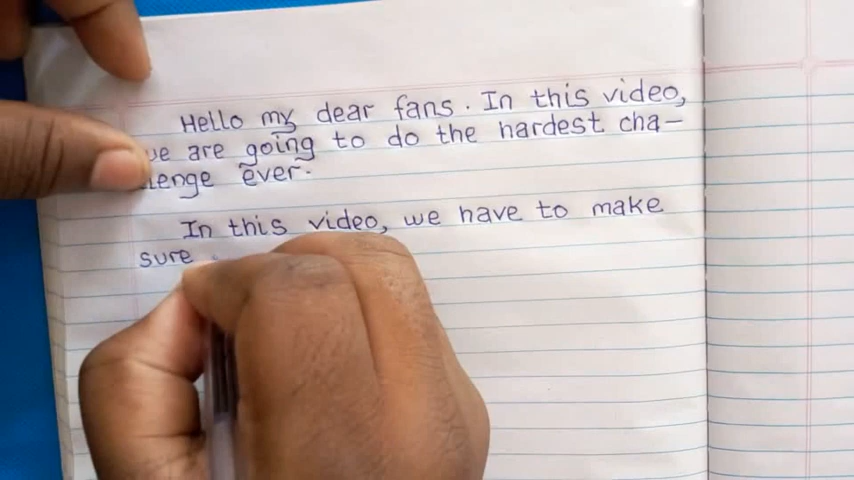 Hello my dear fans. In this video,
we are going to do the hardest cha-
lenge ever.
In this video, we have to make
sure